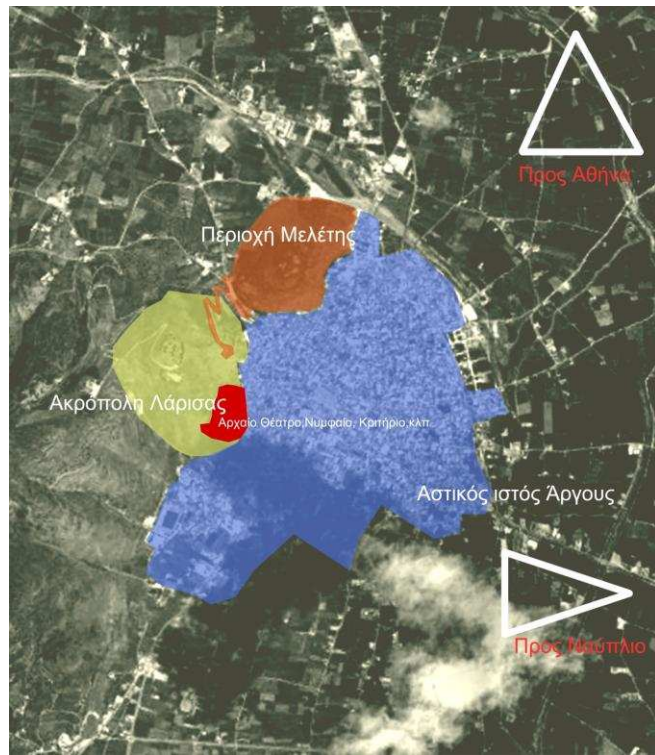 Προς Αθήνα
Περιοχή Μελέτης
Ακρόπολη Λάρισας
Αρχαίο Θέατρο,Νυμφαίο, Κριτήριο,κλπ
Αστικός ιστός Άργους
Προς Ναύπλιο